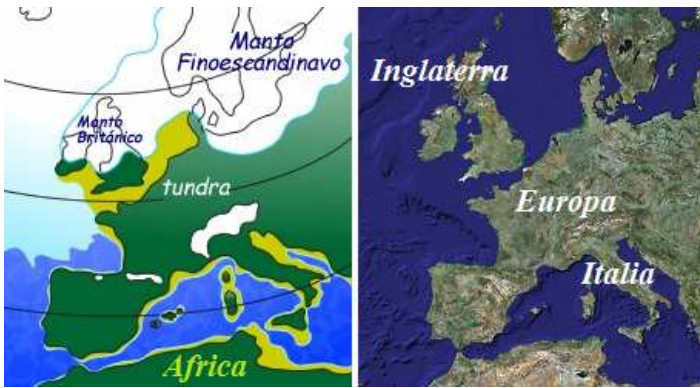 Manto
Finoescandinavo
Manto
Británico
tundra
Africa
Inglaterra
Europa
Italia